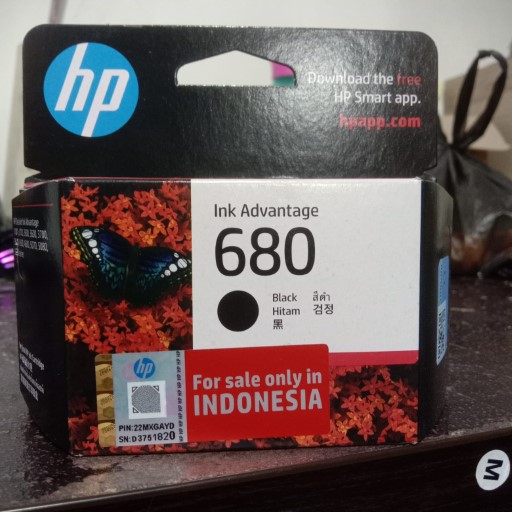 hp
Download the free
HP Smart app.
hpapp.com
Ink Advantage
680
Black
Hitam
黑
สีดำ
검정
hp
For sale only in
INDONESIA
PIN:22MXGAYD
SN:D3751820
M